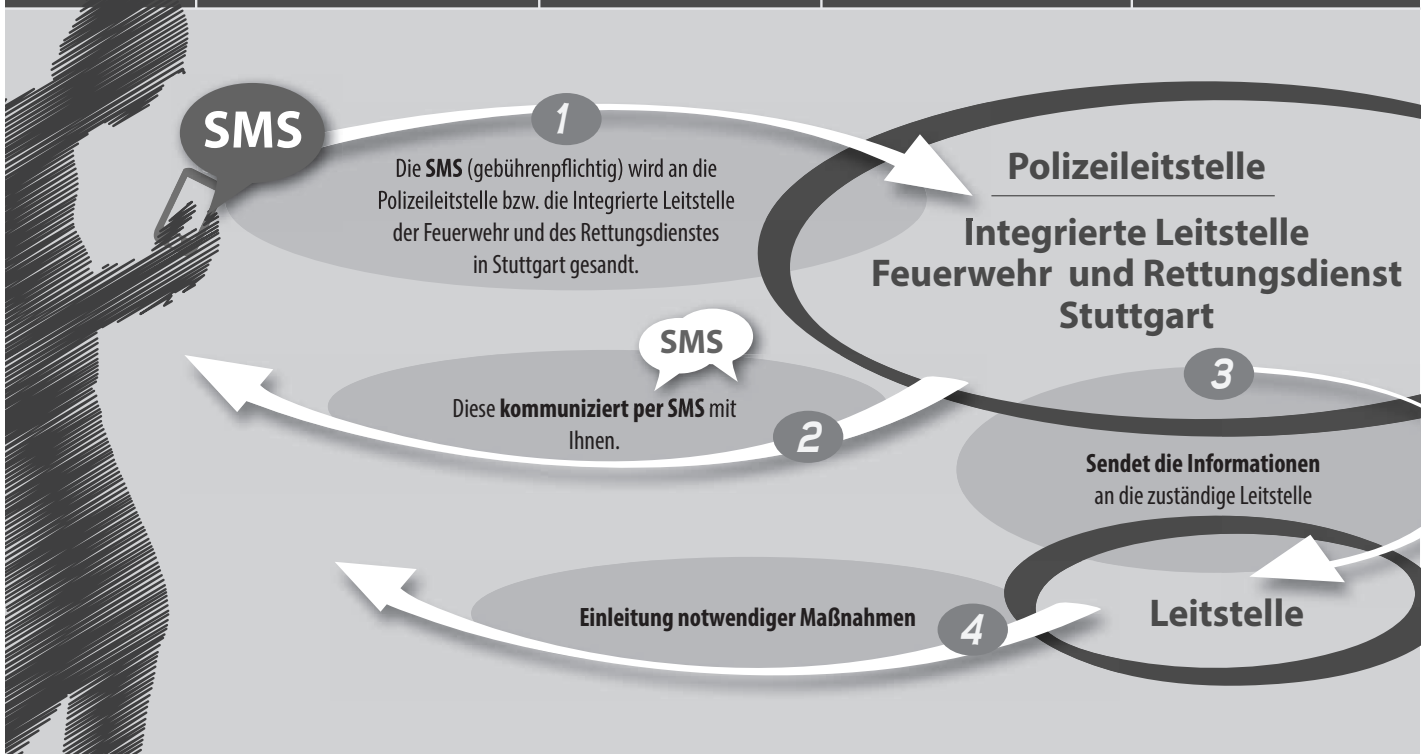 SMS
1
Die SMS (gebührenpflichtig) wird an die
Polizeileitstelle bzw. die Integrierte Leitstelle
der Feuerwehr und des Rettungsdienstes
in Stuttgart gesandt.
Polizeileitstelle
Integrierte Leitstelle
Feuerwehr und Rettungsdienst
Stuttgart
SMS
Diese kommuniziert per SMS mit
Ihnen.
2
3
Sendet die Informationen
an die zuständige Leitstelle
Leitstelle
Einleitung notwendiger Maßnahmen
4